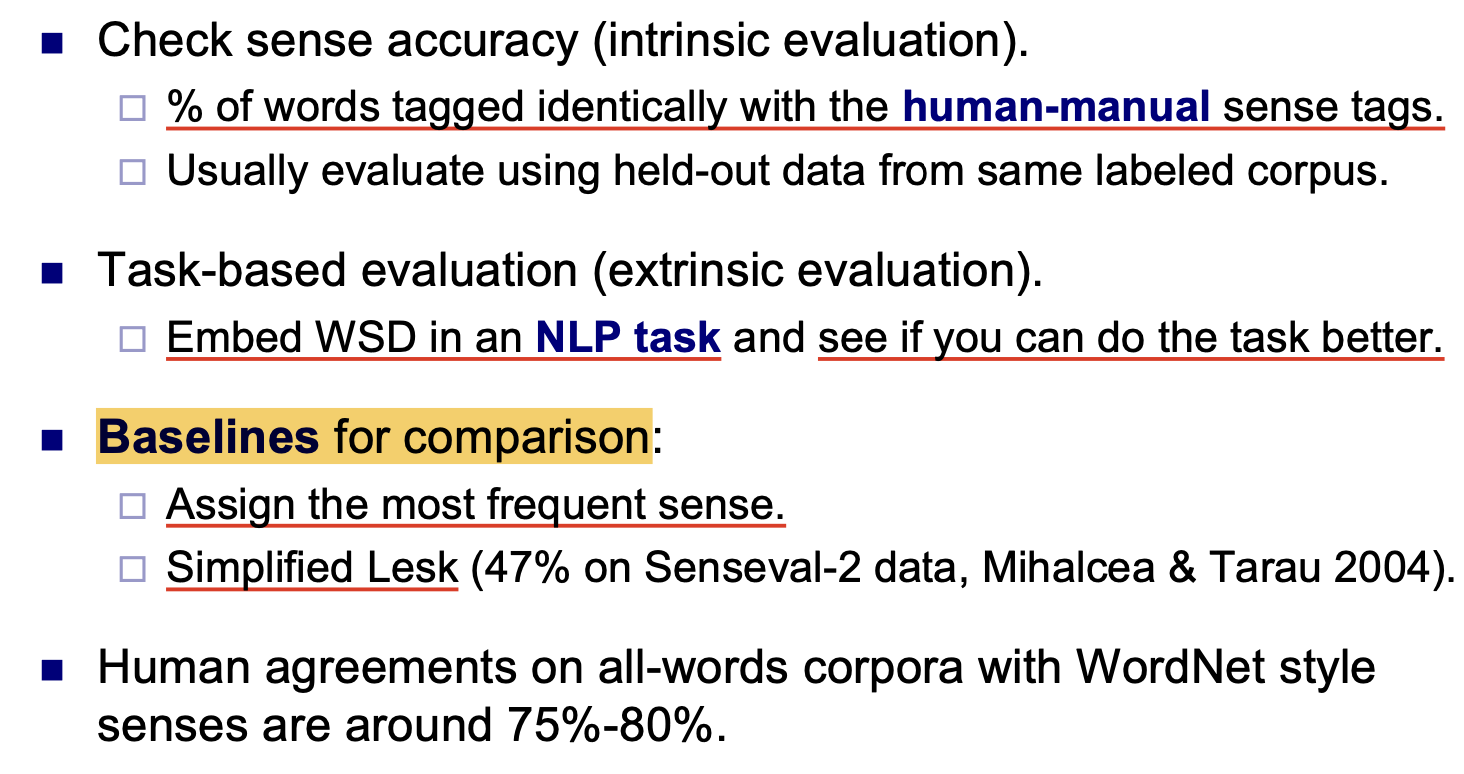 Check sense accuracy (intrinsic evaluation).
% of words tagged identically with the human-manual sense tags.
Usually evaluate using held-out data from same labeled corpus.
Task-based evaluation (extrinsic evaluation).
Embed WSD in an NLP task and see if you can do the task better.
Baselines for comparison:
Assign the most frequent sense.
Simplified Lesk (47% on Senseval-2 data, Mihalcea & Tarau 2004).
Human agreements on all-words corpora with WordNet style
senses are around 75%-80%.